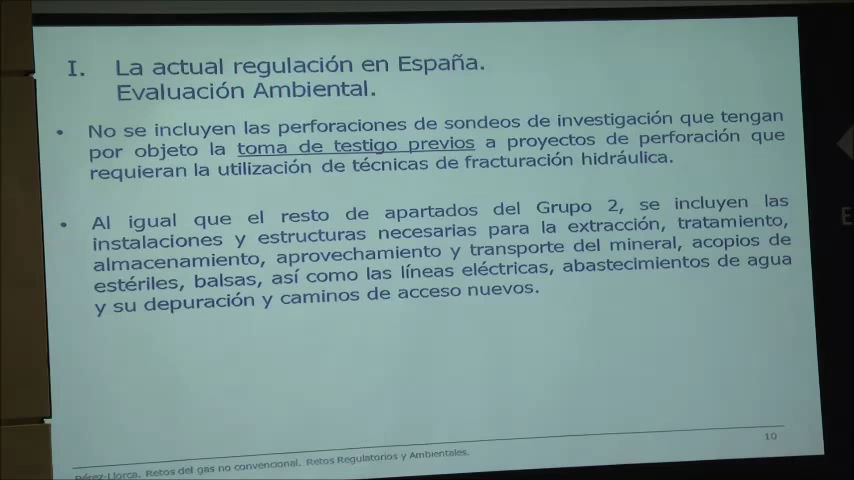 I. La actual regulación en España.
Evaluación Ambiental.
• No se incluyen las perforaciones de sondeos de investigación que tengan
por objeto la toma de testigo previos a proyectos de perforación que
requieran la utilización de técnicas de fracturación hidráulica.
• Al igual que el resto de apartados del Grupo 2, se incluyen las
instalaciones y estructuras necesarias para la extracción, tratamiento,
almacenamiento, aprovechamiento y transporte del mineral, acopios de
estériles, balsas, así como las líneas eléctricas, abastecimientos de agua
y su depuración y caminos de acceso nuevos.
10
Pérez-Llorca. Retos del gas no convencional. Retos Regulatorios y Ambientales.
E